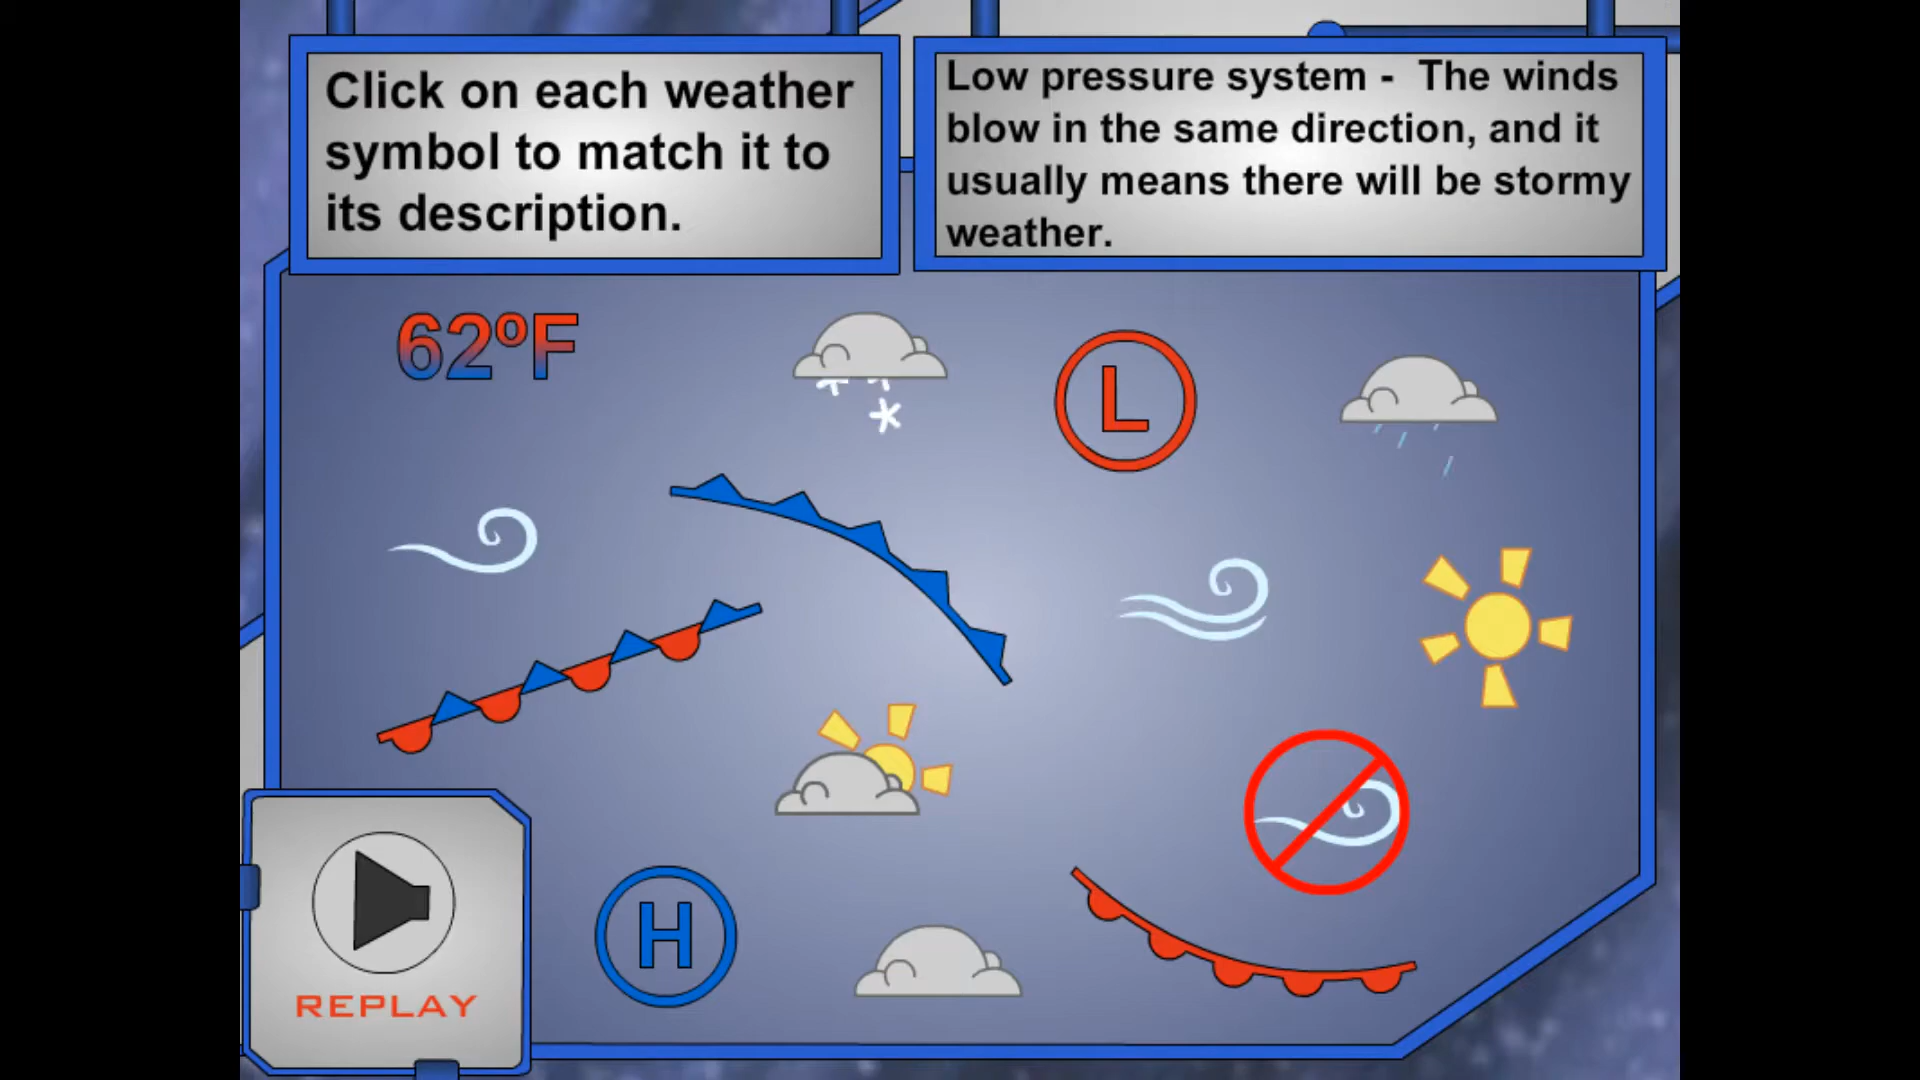 Click on each weather
symbol to match it to
its description.
Low pressure system -  The winds
blow in the same direction, and it
usually means there will be stormy
weather.
62ºF
L
H
REPLAY